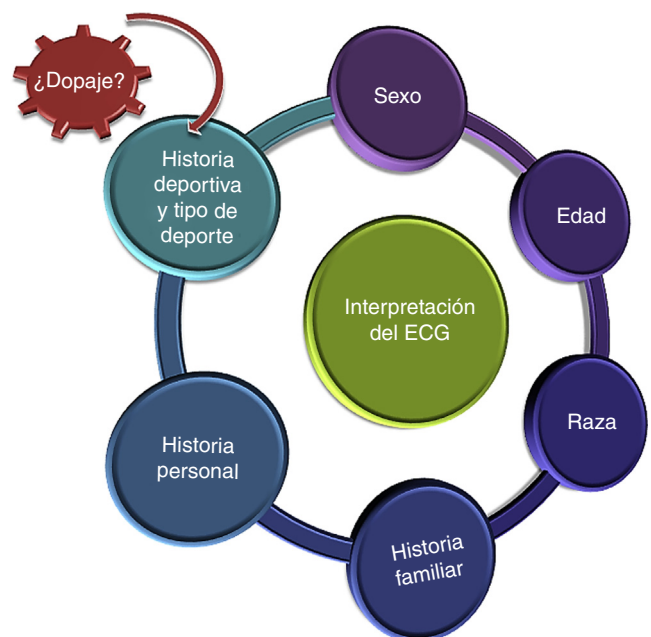 ¿Dopaje?
Sexo
Historia
deportiva
y tipo de
deporte
Edad
Interpretación
del ECG
Raza
Historia
personal
Historia
familiar